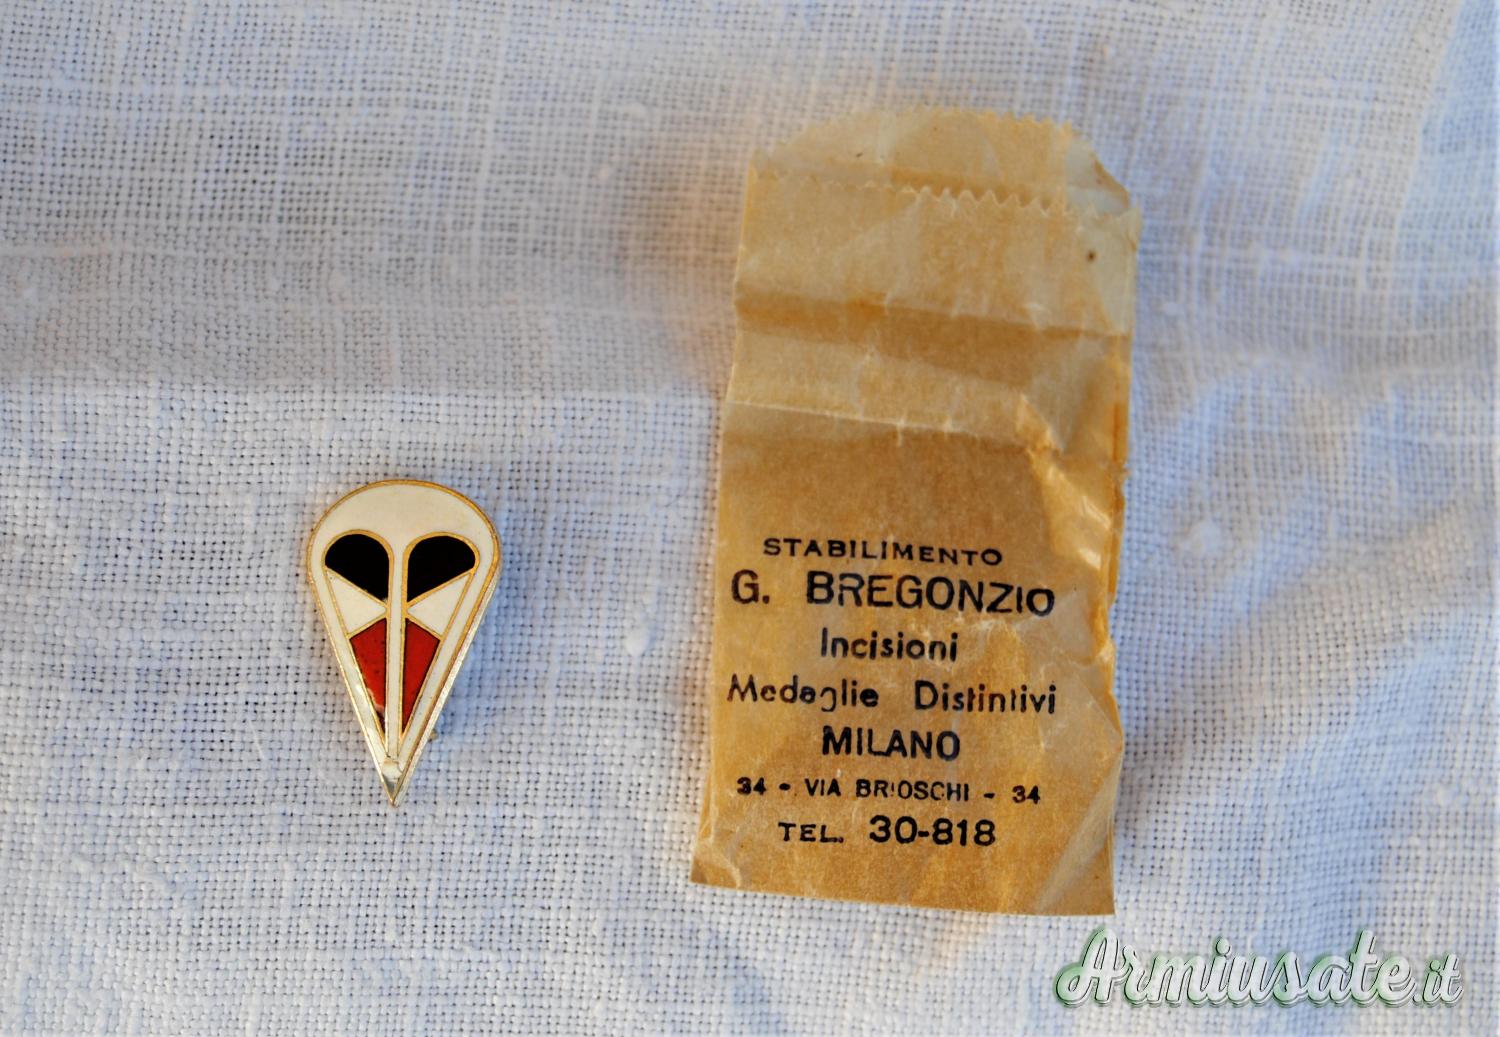 STABILIMENTO
G. BREGONZIO
Incisioni
Medaglie Distintivi
MILANO
34 - VIA BRIOSCHI - 34
TEL. 30-818
Armiusate.it